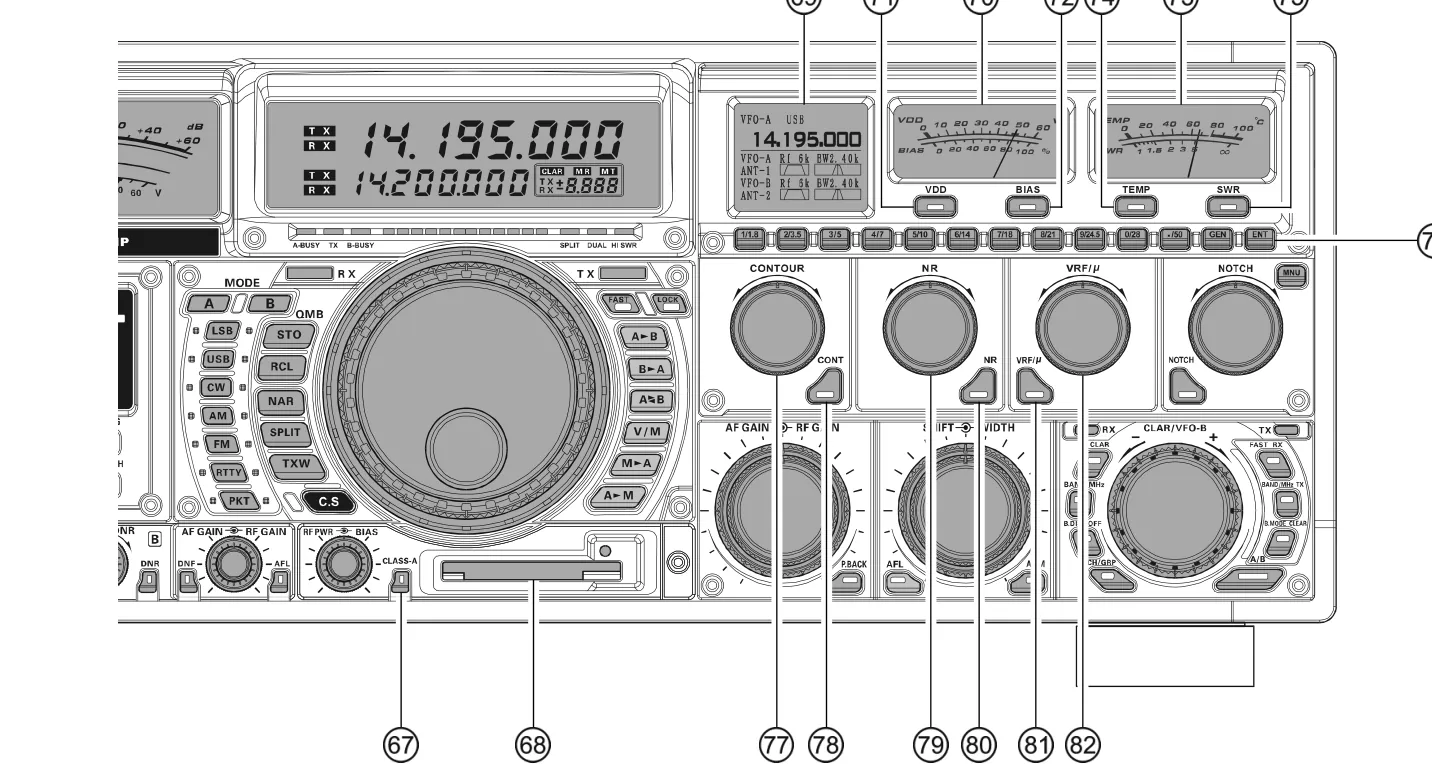 71
72 74
dB
+40
+60
60 V
TX
RX
14.195.000
TX
RX
14.200.000
CLAR MR MT
TX
RX
±8.888
A-BUSY TX B-BUSY
SPLIT DUAL HI SWR
VFO-A USB
14.195.000
VFO-A Rf 6k BW2.40k
ANT-1
VFO-B Rf 6k BW2.40k
ANT-2
VDD
0 10 20 30 40 50 60 V
BIAS 0 20 40 60 80 100 %
TEMP
0 20 40 60 80 100 °C
SWR 1 1.5 2 3 5 ∞
VDD
BIAS
TEMP
SWR
1/1.8 2/3.5 3/5 4/7 5/10 6/14 7/18 8/21 9/24.5 0/28 ./50 GEN ENT
MODE
A B
RX
TX
FAST
LOCK
LSB
USB
CW
AM
FM
RTTY
PKT
QMB
STO
RCL
NAR
SPLIT
TXW
C.S
A►B
B►A
A B
V/M
M►A
A►M
CONTOUR
NR
VRF/μ
NOTCH
MNU
CONT
NR
VRF/μ
NOTCH
AF GAIN RF GAIN
SHIFT WIDTH
RX
CLAR/VFO-B
TX
− +
CLAR
FAST RX
BAND/MHz TX
B.MODE CLEAR
CH/GRP
A/B
P.BACK
AFL
B
DNR
DNF
AF GAIN RF GAIN
AFL
RF PWR BIAS
CLASS-A
67
68
77
78
79
80
81
82